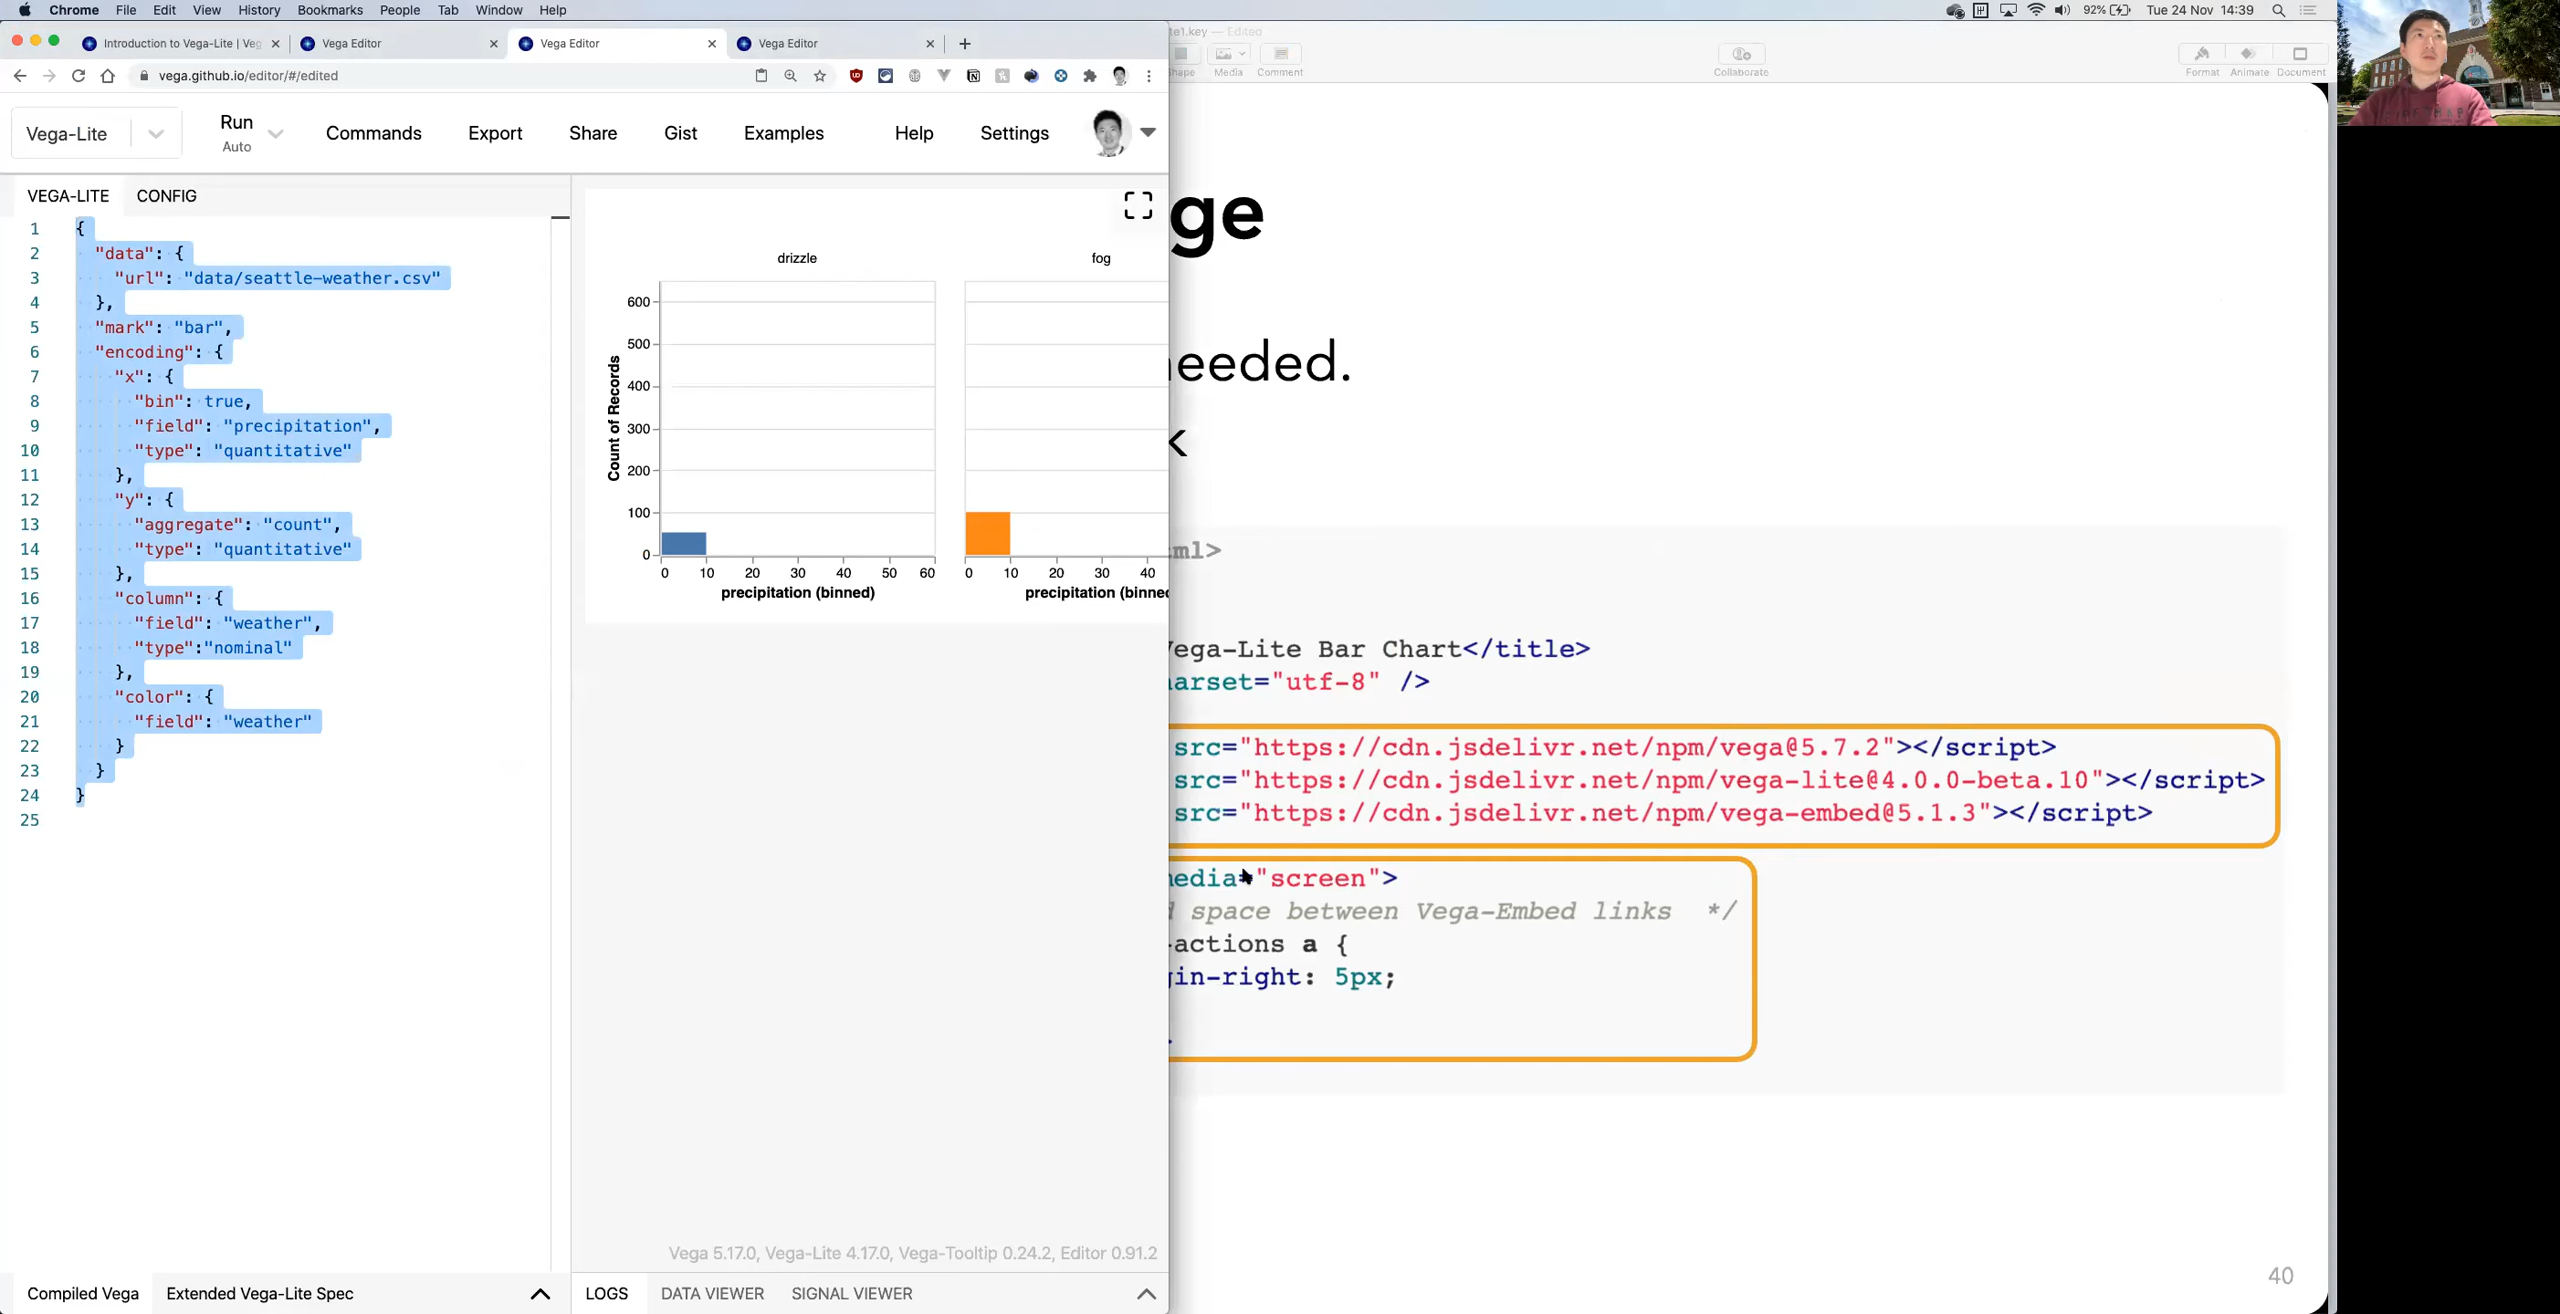 Chrome File Edit View History Bookmarks People Tab Window Help
92% Tue 24 Nov 14:39
Introduction to Vega-Lite | Veg
Vega Editor
Vega Editor
Vega Editor
te1.key — Edited
vega.github.io/editor/#/edited
Shape Media Comment
Collaborate
Format Animate Document
Vega-Lite
Run
Auto
Commands Export Share Gist Examples Help Settings
VEGA-LITE CONFIG
1 {
2 "data": {
3 "url": "data/seattle-weather.csv"
4 },
5 "mark": "bar",
6 "encoding": {
7 "x": {
8 "bin": true,
9 "field": "precipitation",
10 "type": "quantitative"
11 },
12 "y": {
13 "aggregate": "count",
14 "type": "quantitative"
15 },
16 "column": {
17 "field": "weather",
18 "type":"nominal"
19 },
20 "color": {
21 "field": "weather"
22 }
23 }
24 }
25
drizzle fog
Count of Records
600
500
400
300
200
100
0
0 10 20 30 40 50 60
0 10 20 30 40
precipitation (binned)
precipitation (binned
Vega 5.17.0, Vega-Lite 4.17.0, Vega-Tooltip 0.24.2, Editor 0.91.2
Compiled Vega Extended Vega-Lite Spec
LOGS DATA VIEWER SIGNAL VIEWER
ge
needed.
k
ml>
Vega-Lite Bar Chart</title>
harset="utf-8" />
src="https://cdn.jsdelivr.net/npm/vega@5.7.2"></script>
src="https://cdn.jsdelivr.net/npm/vega-lite@4.0.0-beta.10"></script>
src="https://cdn.jsdelivr.net/npm/vega-embed@5.1.3"></script>
media="screen">
d space between Vega-Embed links */
-actions a {
gin-right: 5px;
40